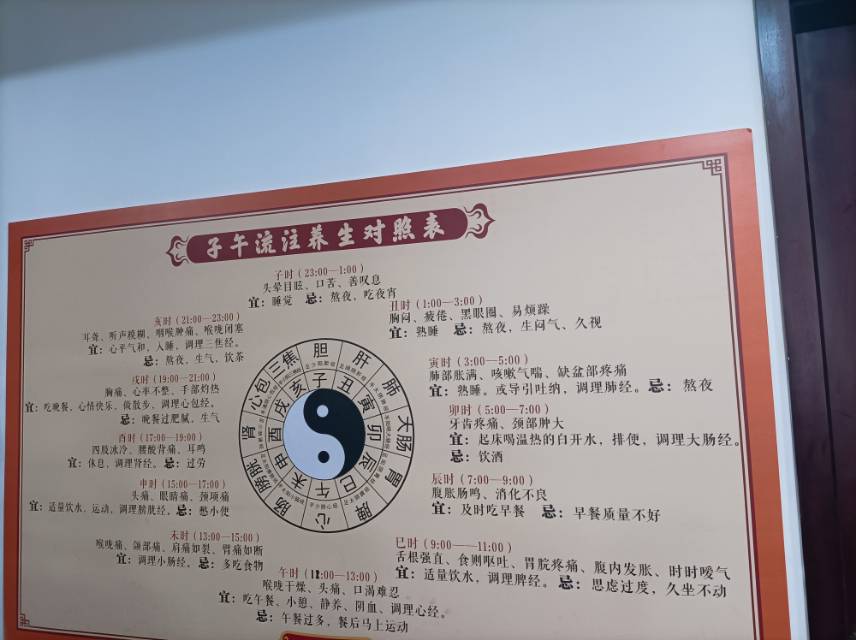 子午流注养生对照表
子时（23:00—1:00）
头晕目眩、口苦、善叹息
宜：睡觉 忌：熬夜，吃夜宵
丑时（1:00—3:00）
胸闷、疲倦、黑眼圈、易烦躁
宜：熟睡 忌：熬夜，生闷气、久视
寅时（3:00—5:00）
肺部胀满、咳嗽气喘、缺盆部疼痛
宜：熟睡。或导引吐纳，调理肺经。忌：熬夜
卯时（5:00—7:00）
牙齿疼痛、颈部肿大
宜：起床喝温热的白开水，排便，调理大肠经。
忌：饮酒
辰时（7:00—9:00）
腹胀肠鸣、消化不良
宜：及时吃早餐 忌：早餐质量不好
巳时（9:00——11:00）
舌根强直、食则呕吐、胃脘疼痛、腹内发胀、时时嗳气
宜：适量饮水，调理脾经。忌：思虑过度，久坐不动
午时（12:00—13:00）
喉咙干燥、头痛、口渴难忍
宜：吃午餐、小憩，静养、阴血、调理心经。
忌：午餐过多，餐后马上运动
未时（13:00—15:00）
喉咙痛、颌部痛、肩痛如裂、臂痛如断
宜：调理小肠经。忌：多吃食物
申时（15:00—17:00）
头痛、眼睛痛、颈项痛
宜：适量饮水，运动，调理膀胱经。忌：憋小便
酉时（17:00—19:00）
四肢冰冷、腰酸背痛、耳鸣
宜：休息，调理肾经。忌：过劳
戌时（19:00—21:00）
胸痛、心率不整、手部灼热
宜：吃晚餐，心情快乐、做散步，调理心包经。
忌：晚餐过肥腻，生气
亥时（21:00—23:00）
耳聋、听声模糊、咽喉肿痛、喉咙闭塞
宜：心平气和，入睡，调理三焦经。
忌：熬夜，生气，饮茶
胆
肝
肺
大肠
胃
脾
心
肠
膀胱
肾
心包
三焦
子
丑
寅
卯
辰
巳
午
未
申
酉
戌
亥